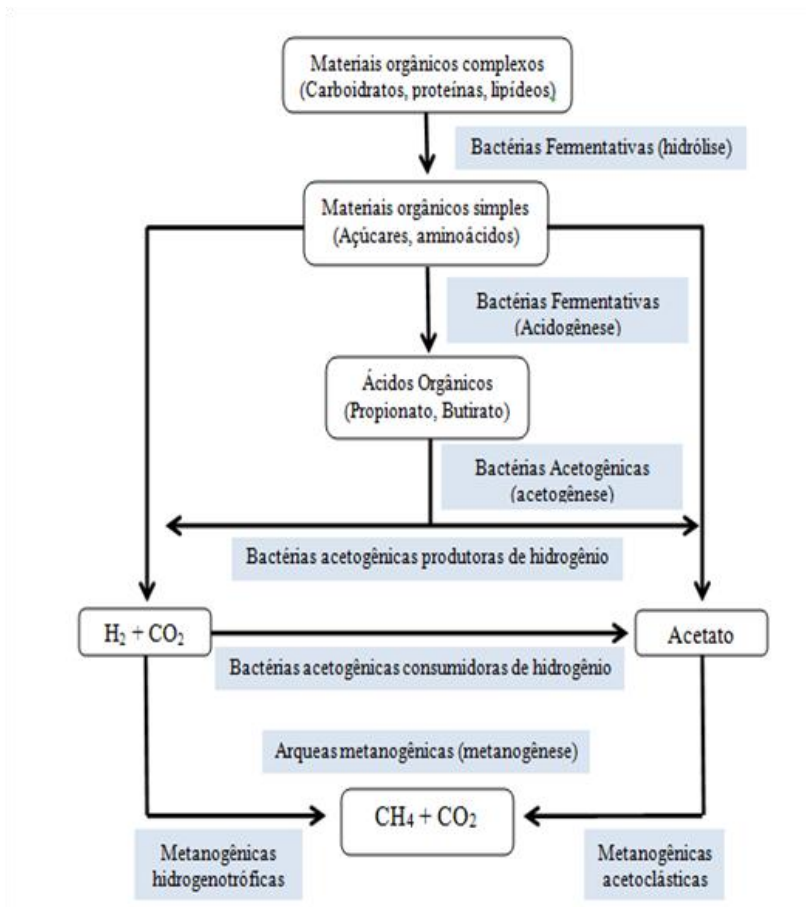 Materiais orgânicos complexos
(Carboidratos, proteínas, lipídeos)
Bactérias Fermentativas (hidrólise)
Materiais orgânicos simples
(Açúcares, aminoácidos)
Bactérias Fermentativas
(Acidogênese)
Ácidos Orgânicos
(Propionato, Butirato)
Bactérias Acetogênicas
(acetogênese)
Bactérias acetogênicas produtoras de hidrogênio
H₂ + CO₂
Acetato
Bactérias acetogênicas consumidoras de hidrogênio
Arqueas metanogênicas (metanogênese)
CH₄ + CO₂
Metanogênicas
hidrogenotróficas
Metanogênicas
acetoclásticas